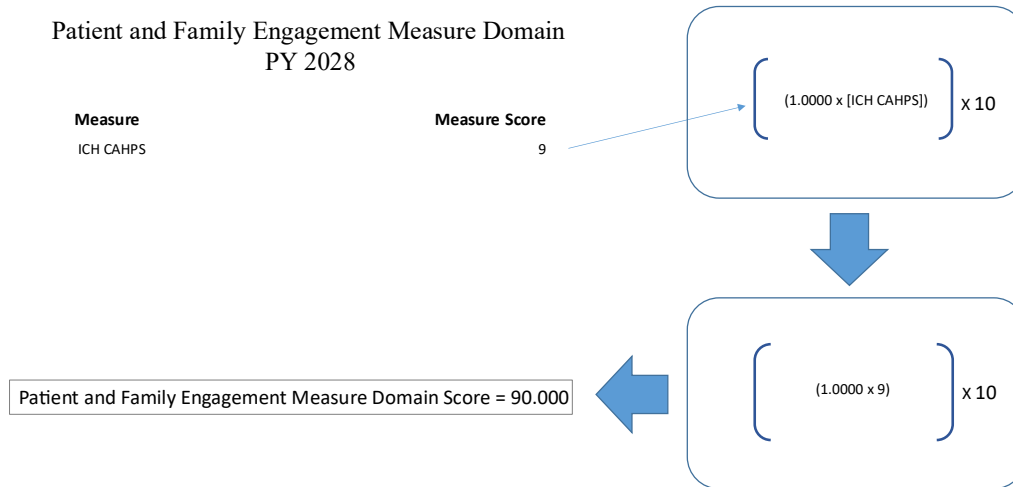 Patient and Family Engagement Measure Domain
PY 2028
Measure Measure Score
ICH CAHPS 9
(1.0000 x [ICH CAHPS]) X 10
(1.0000 x 9) X 10
Patient and Family Engagement Measure Domain Score = 90.000